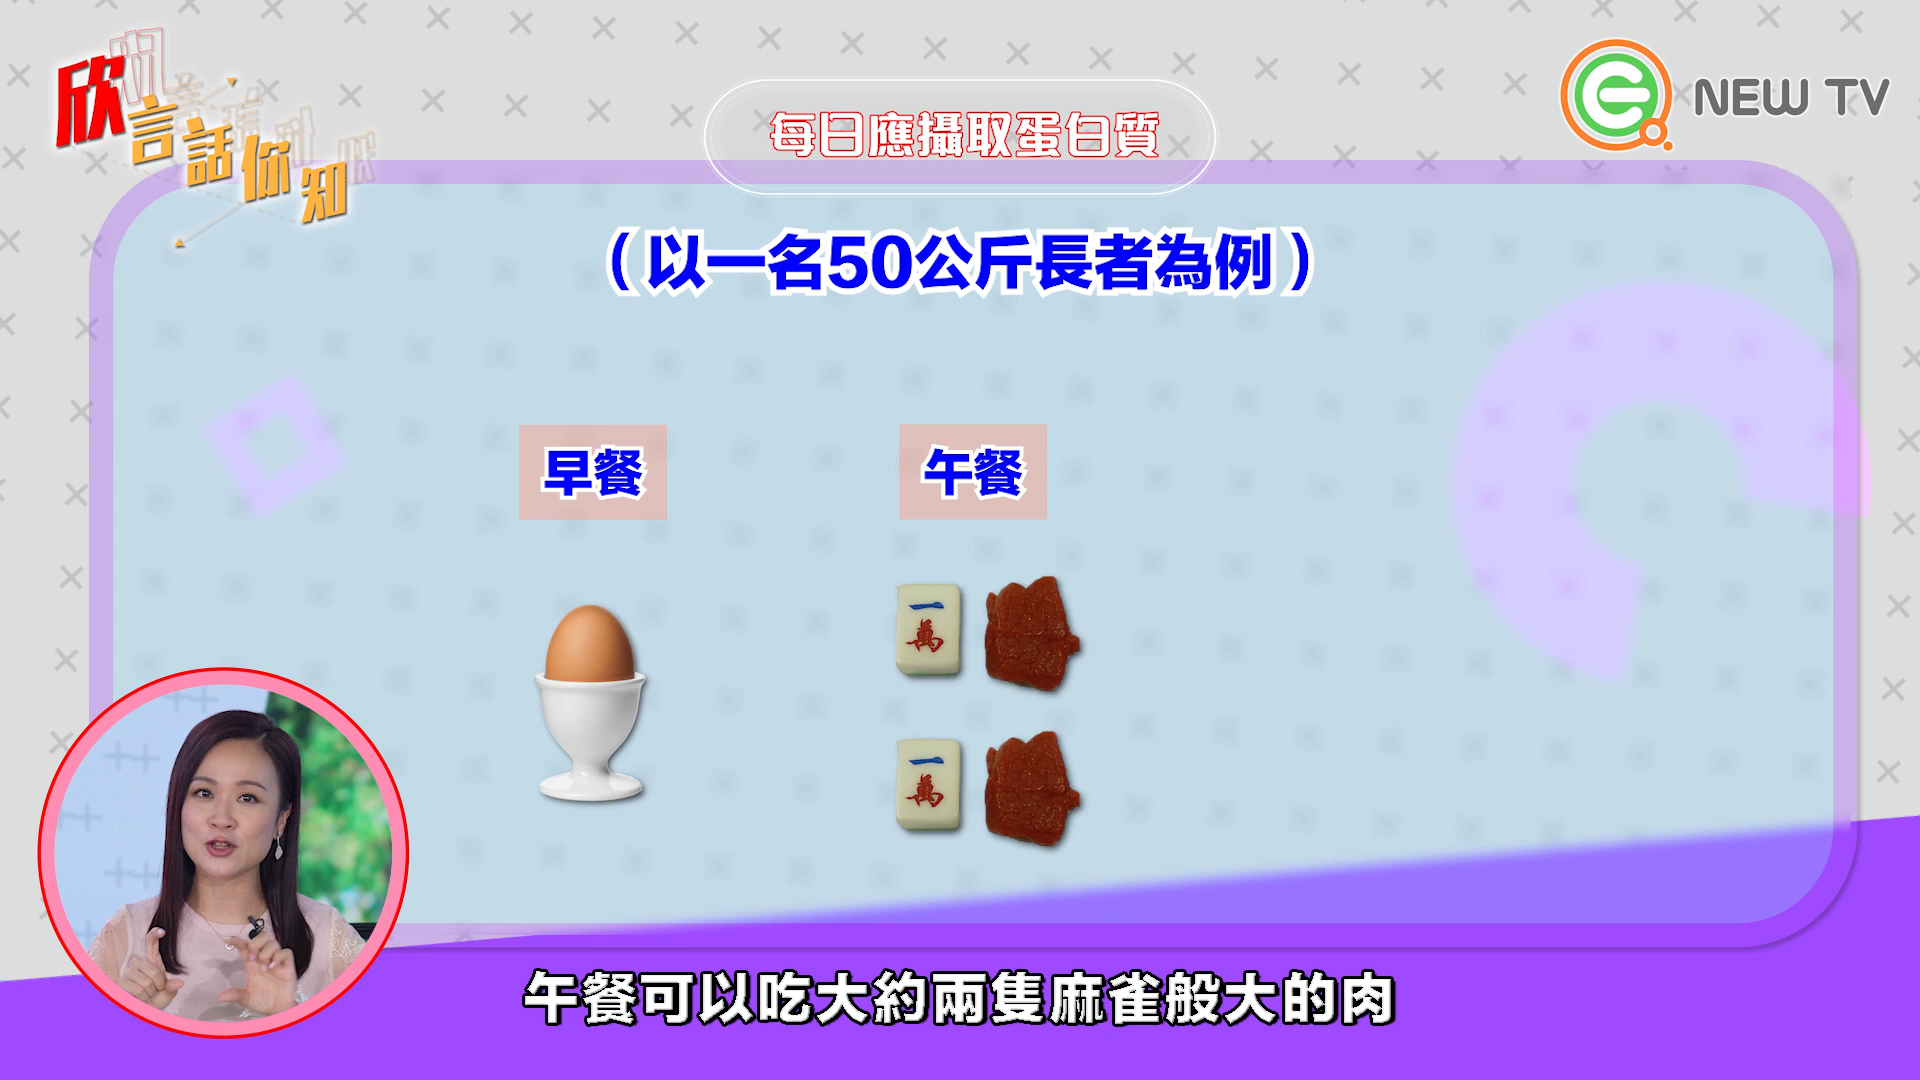 欣言話你知
NEW TV
每日應攝取蛋白質
（以一名50公斤長者為例）
早餐
午餐
一萬
一萬
午餐可以吃大約兩隻麻雀般大的肉